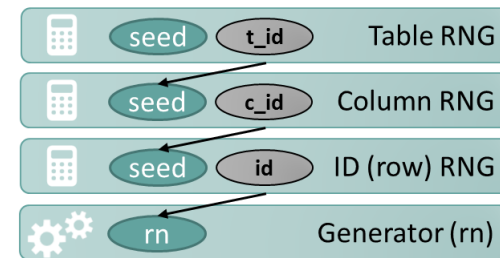 seed t_id Table RNG
seed c_id Column RNG
seed id ID (row) RNG
rn Generator (rn)